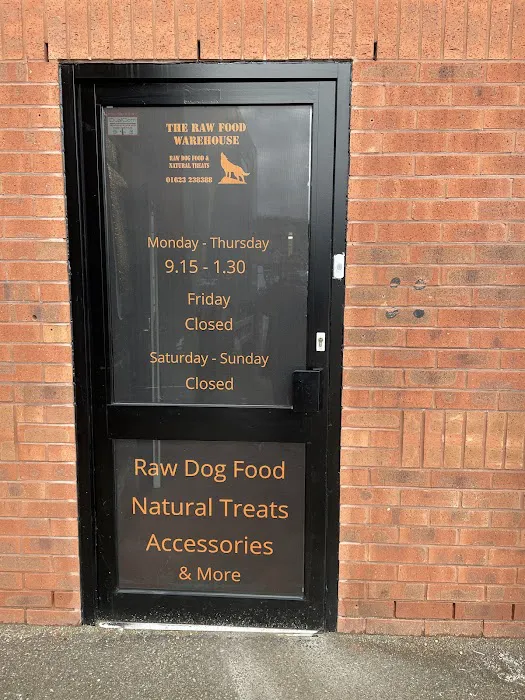 THE RAW FOOD
WAREHOUSE
RAW DOG FOOD &
NATURAL TREATS
01623 238388
Monday - Thursday
9.15 - 1.30
Friday
Closed
Saturday - Sunday
Closed
Raw Dog Food
Natural Treats
Accessories
& More